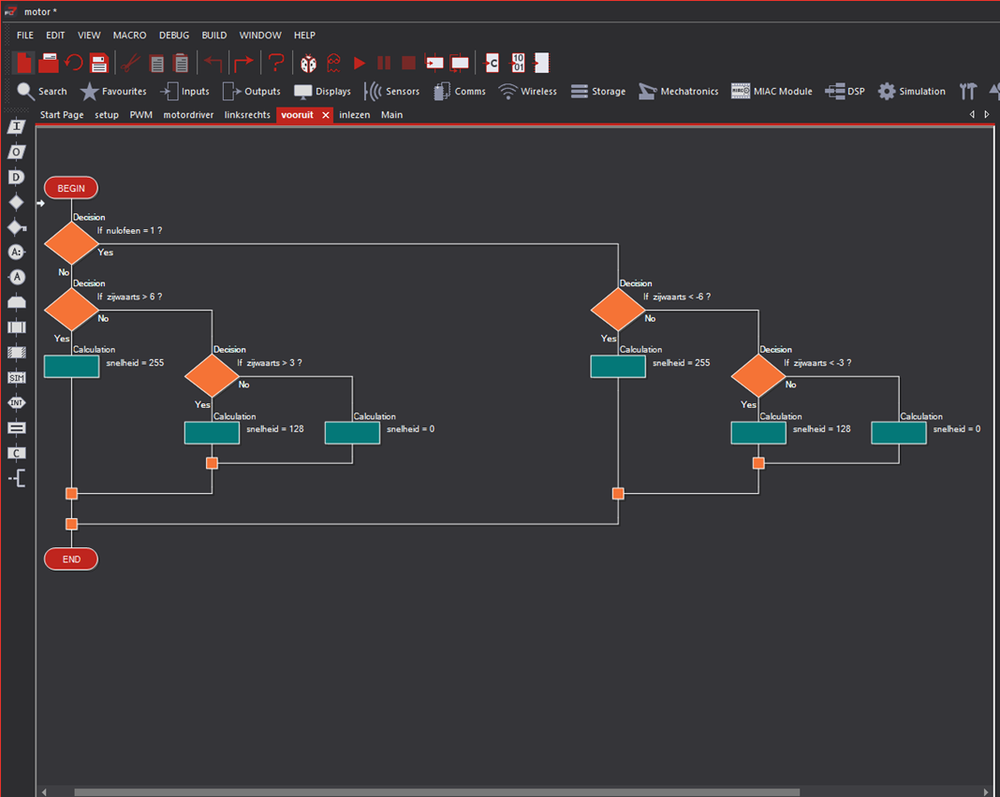 motor *
FILE EDIT VIEW MACRO DEBUG BUILD WINDOW HELP
Search Favourites Inputs Outputs Displays Sensors Comms Wireless Storage Mechatronics MIAC Module DSP Simulation
Start Page setup PWM motordriver linksrechts vooruit inlezen Main
BEGIN
Decision
If nulofeen = 1 ?
Yes
No
Decision
If zijwaarts > 6 ?
No
Yes
Calculation
snelheid = 255
Decision
If zijwaarts > 3 ?
No
Yes
Calculation
snelheid = 128
Calculation
snelheid = 0
Decision
If zijwaarts < -6 ?
No
Yes
Calculation
snelheid = 255
Decision
If zijwaarts < -3 ?
No
Yes
Calculation
snelheid = 128
Calculation
snelheid = 0
END
I
O
D
A:
A
SIM
INT
C
C
10
01